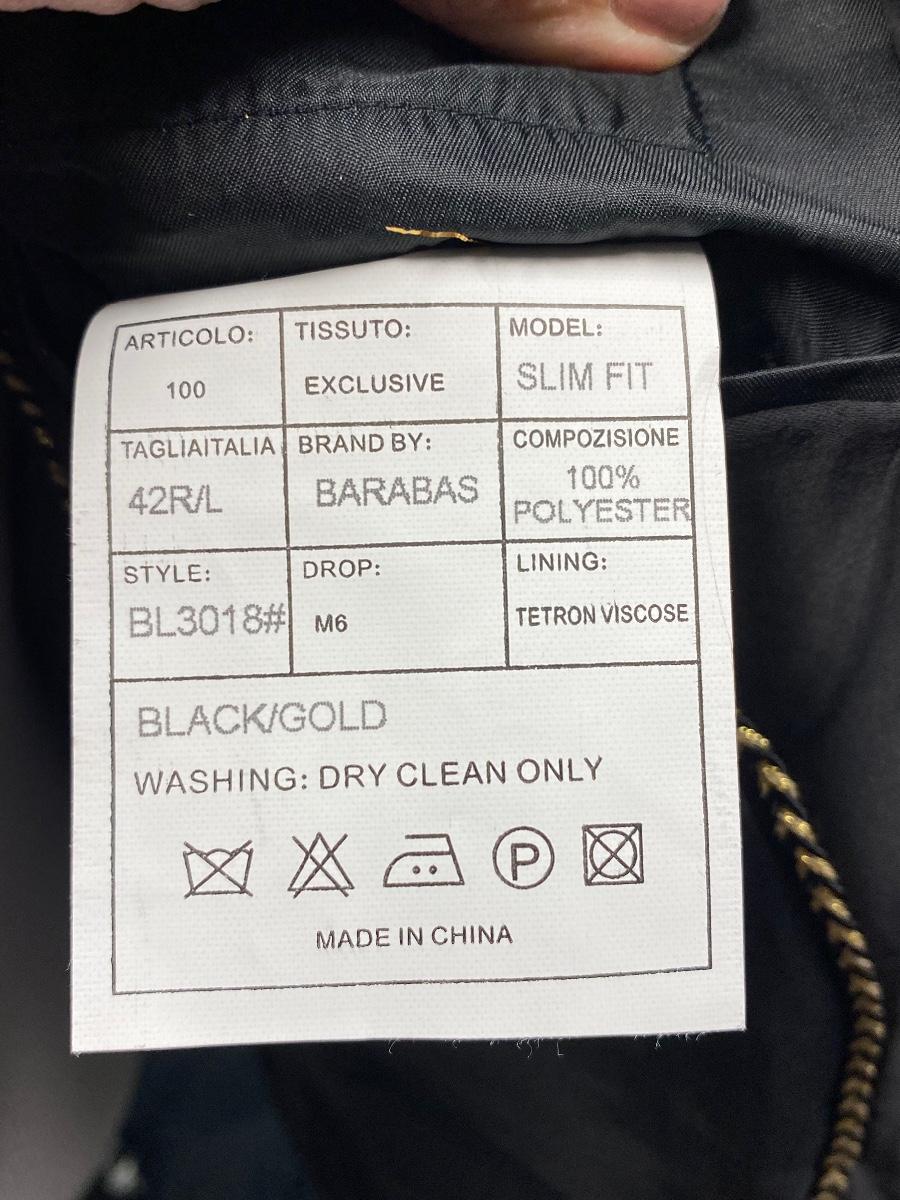 ARTICOLO:
100
TISSUTO:
EXCLUSIVE
MODEL:
SLIM FIT
TAGLIAITALIA
42R/L
BRAND BY:
BARABAS
COMPOZISIONE
100%
POLYESTER
STYLE:
BL3018#
DROP:
M6
LINING:
TETRON VISCOSE
BLACK/GOLD
WASHING: DRY CLEAN ONLY
P
MADE IN CHINA